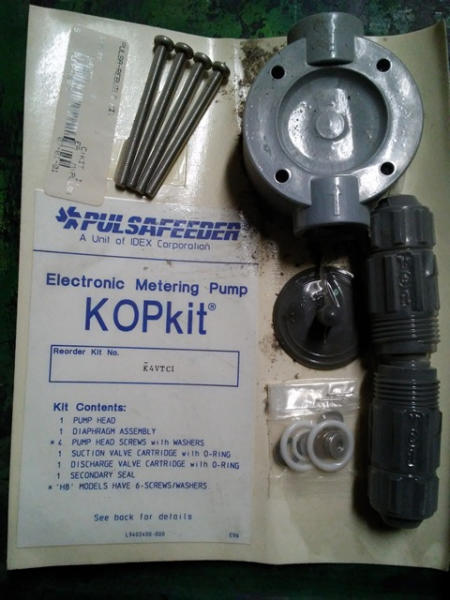 PULSAFEEDER
A Unit of IDEX Corporation
Electronic Metering Pump
KOPkit®
Reorder Kit No.
K4VTC1
Kit Contents:
1 PUMP HEAD
1 DIAPHRAGM ASSEMBLY
* 4 PUMP HEAD SCREWS with WASHERS
1 SUCTION VALVE CARTRIDGE with O-RING
1 DISCHARGE VALVE CARTRIDGE with O-RING
1 SECONDARY SEAL
* 'HB' MODELS HAVE 6-SCREWS/WASHERS
See back for details
L9402400-000